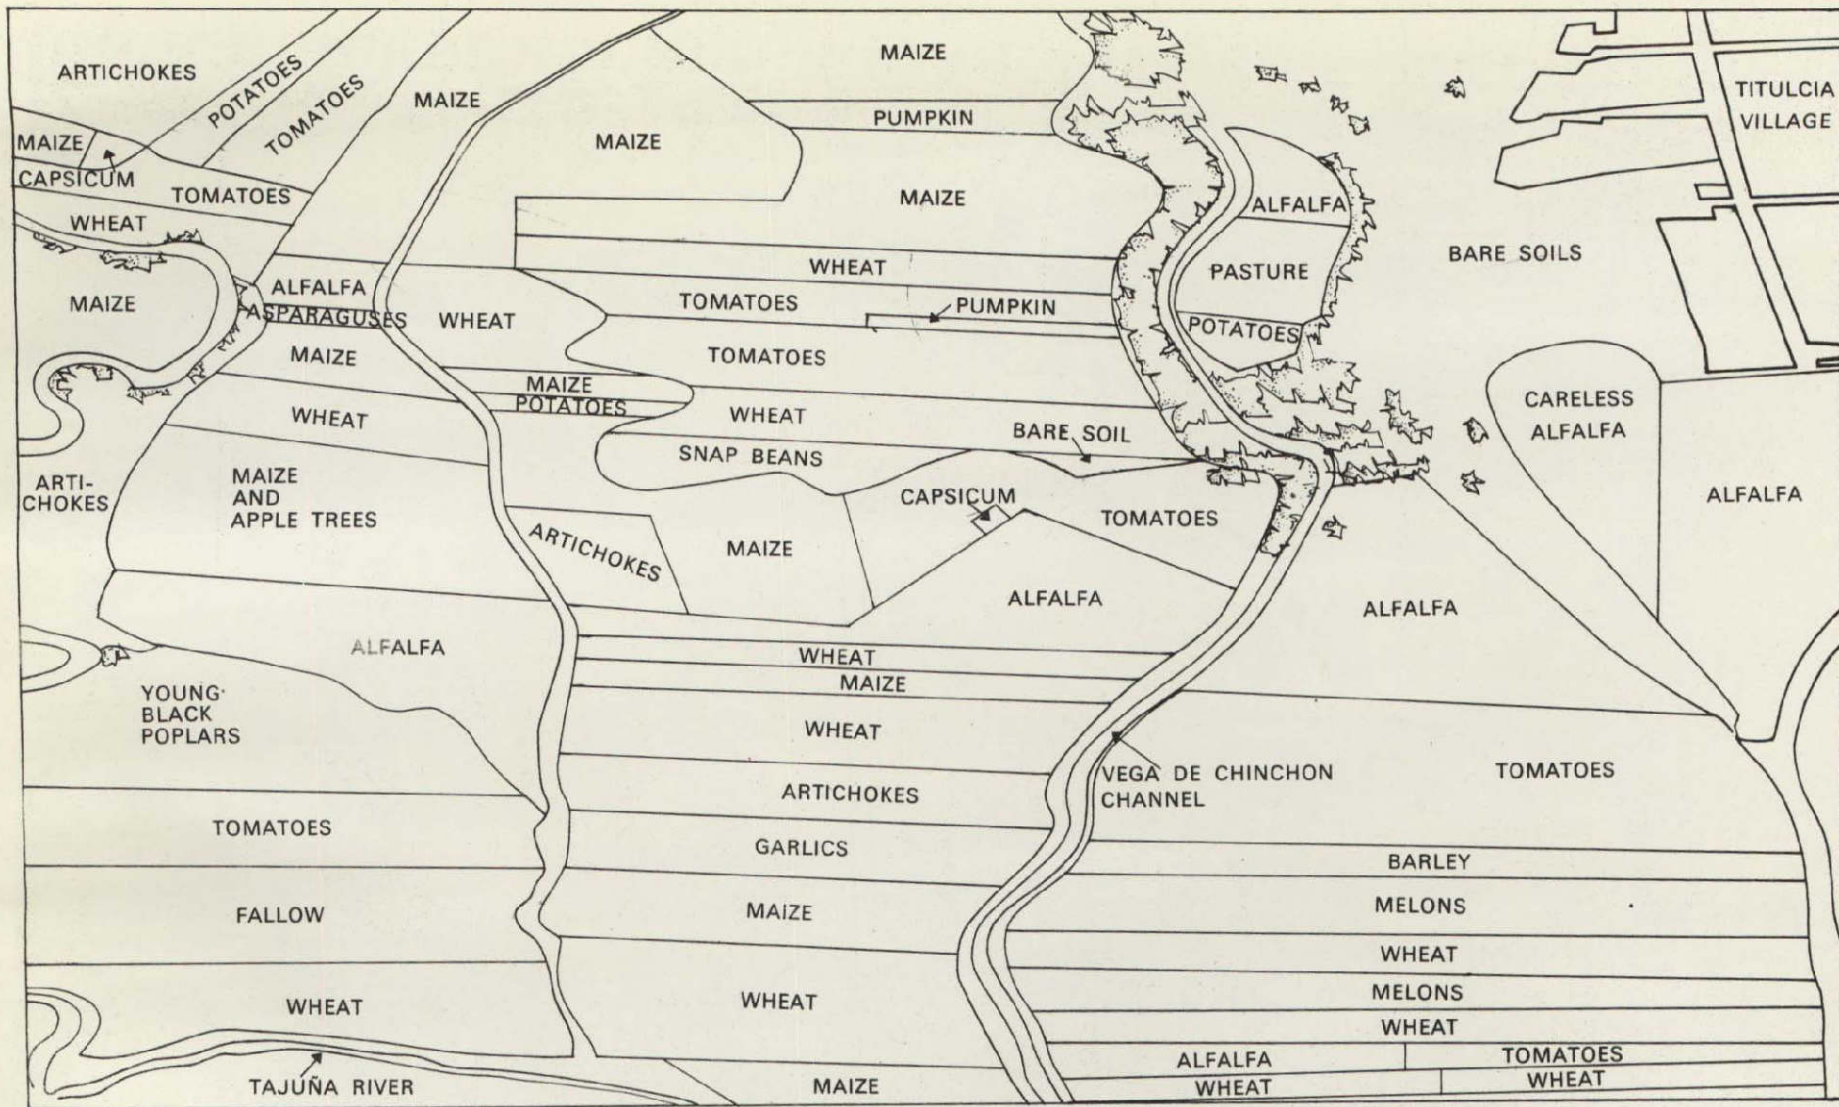 MAIZE
ARTICHOKES
POTATOES
TOMATOES
MAIZE
TITULCIA
VILLAGE
PUMPKIN
MAIZE
MAIZE
CAPSICUM
TOMATOES
MAIZE
ALFALFA
WHEAT
BARE SOILS
WHEAT
PASTURE
ALFALFA
MAIZE
TOMATOES
PUMPKIN
ASPARAGUSES
WHEAT
POTATOES
MAIZE
TOMATOES
MAIZE
POTATOES
CARELESS
ALFALFA
WHEAT
WHEAT
BARE SOIL
SNAP BEANS
ARTI-
CHOKES
MAIZE
AND
APPLE TREES
CAPSICUM
ALFALFA
TOMATOES
ARTICHOKES
MAIZE
ALFALFA
ALFALFA
ALFALFA
WHEAT
MAIZE
YOUNG
BLACK
POPLARS
WHEAT
VEGA DE CHINCHON
CHANNEL
TOMATOES
ARTICHOKES
TOMATOES
GARLICS
BARLEY
FALLOW
MAIZE
MELONS
WHEAT
WHEAT
WHEAT
MELONS
WHEAT
ALFALFA
TOMATOES
TAJUÑA RIVER
MAIZE
WHEAT
WHEAT